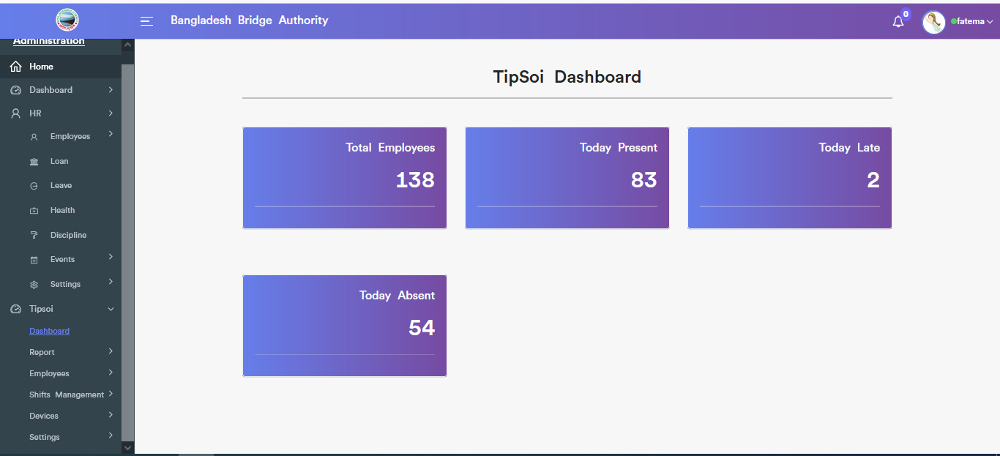 Bangladesh Bridge Authority
0
fatema
Administration
Home
Dashboard
HR
Employees
Loan
Leave
Health
Discipline
Events
Settings
Tipsoi
Dashboard
Report
Employees
Shifts Management
Devices
Settings
TipSoi Dashboard
Total Employees
138
Today Present
83
Today Late
2
Today Absent
54